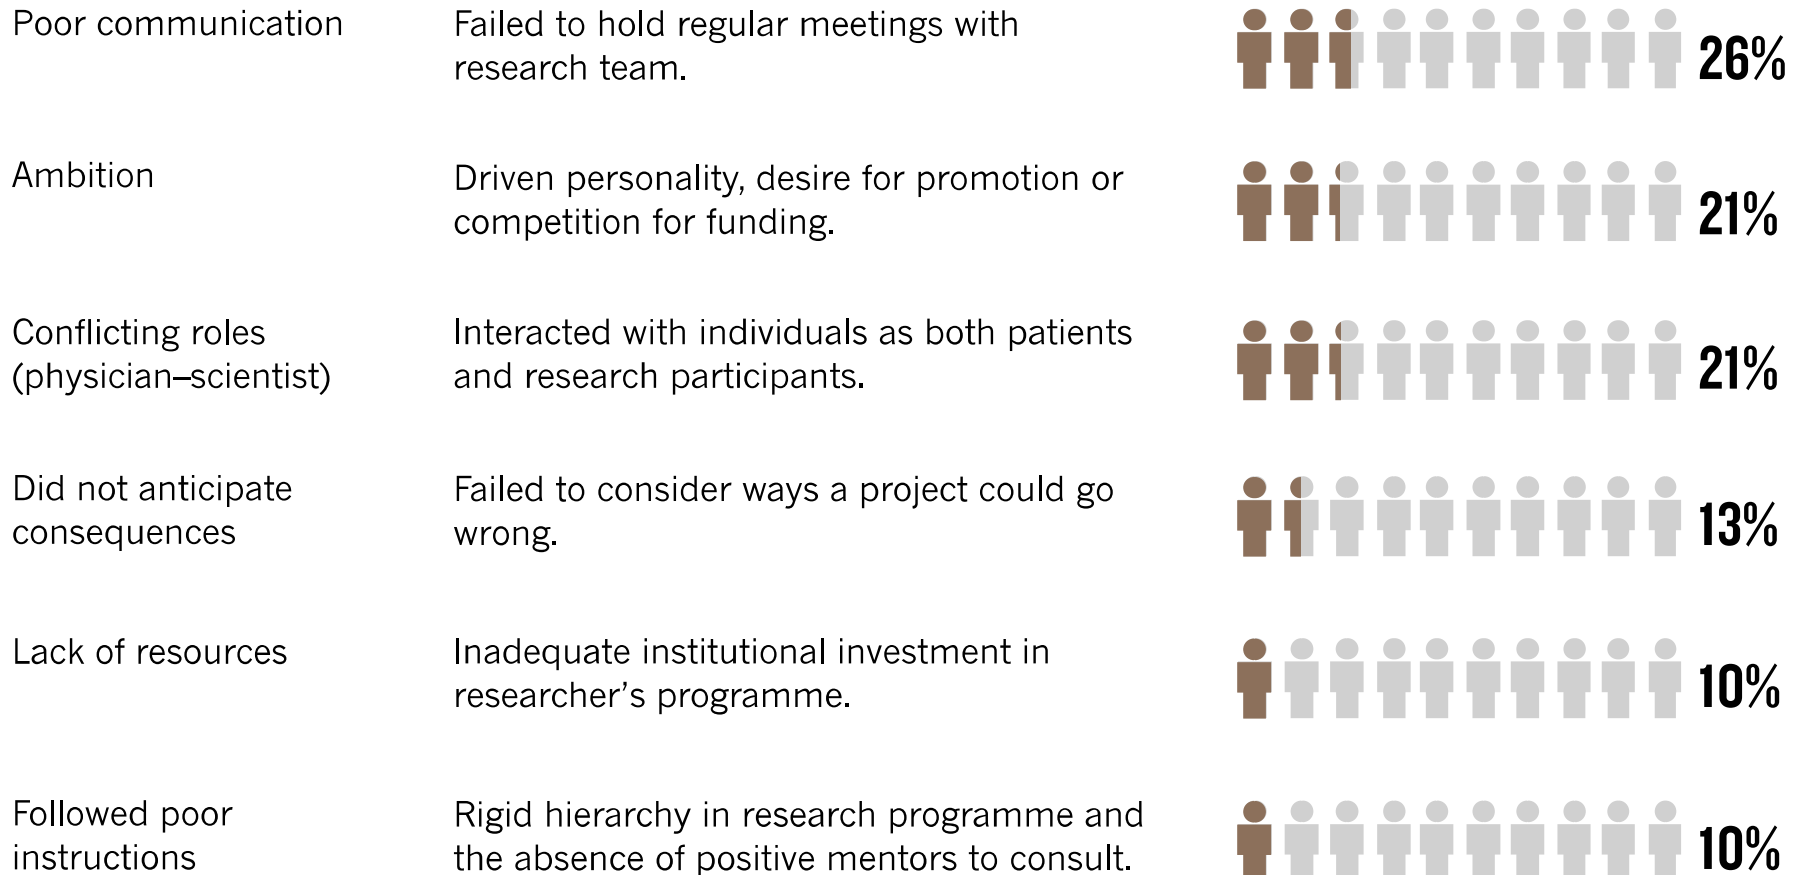 Poor communication
Failed to hold regular meetings with
research team.
26%
Ambition
Driven personality, desire for promotion or
competition for funding.
21%
Conflicting roles
(physician–scientist)
Interacted with individuals as both patients
and research participants.
21%
Did not anticipate
consequences
Failed to consider ways a project could go
wrong.
13%
Lack of resources
Inadequate institutional investment in
researcher’s programme.
10%
Followed poor
instructions
Rigid hierarchy in research programme and
the absence of positive mentors to consult.
10%